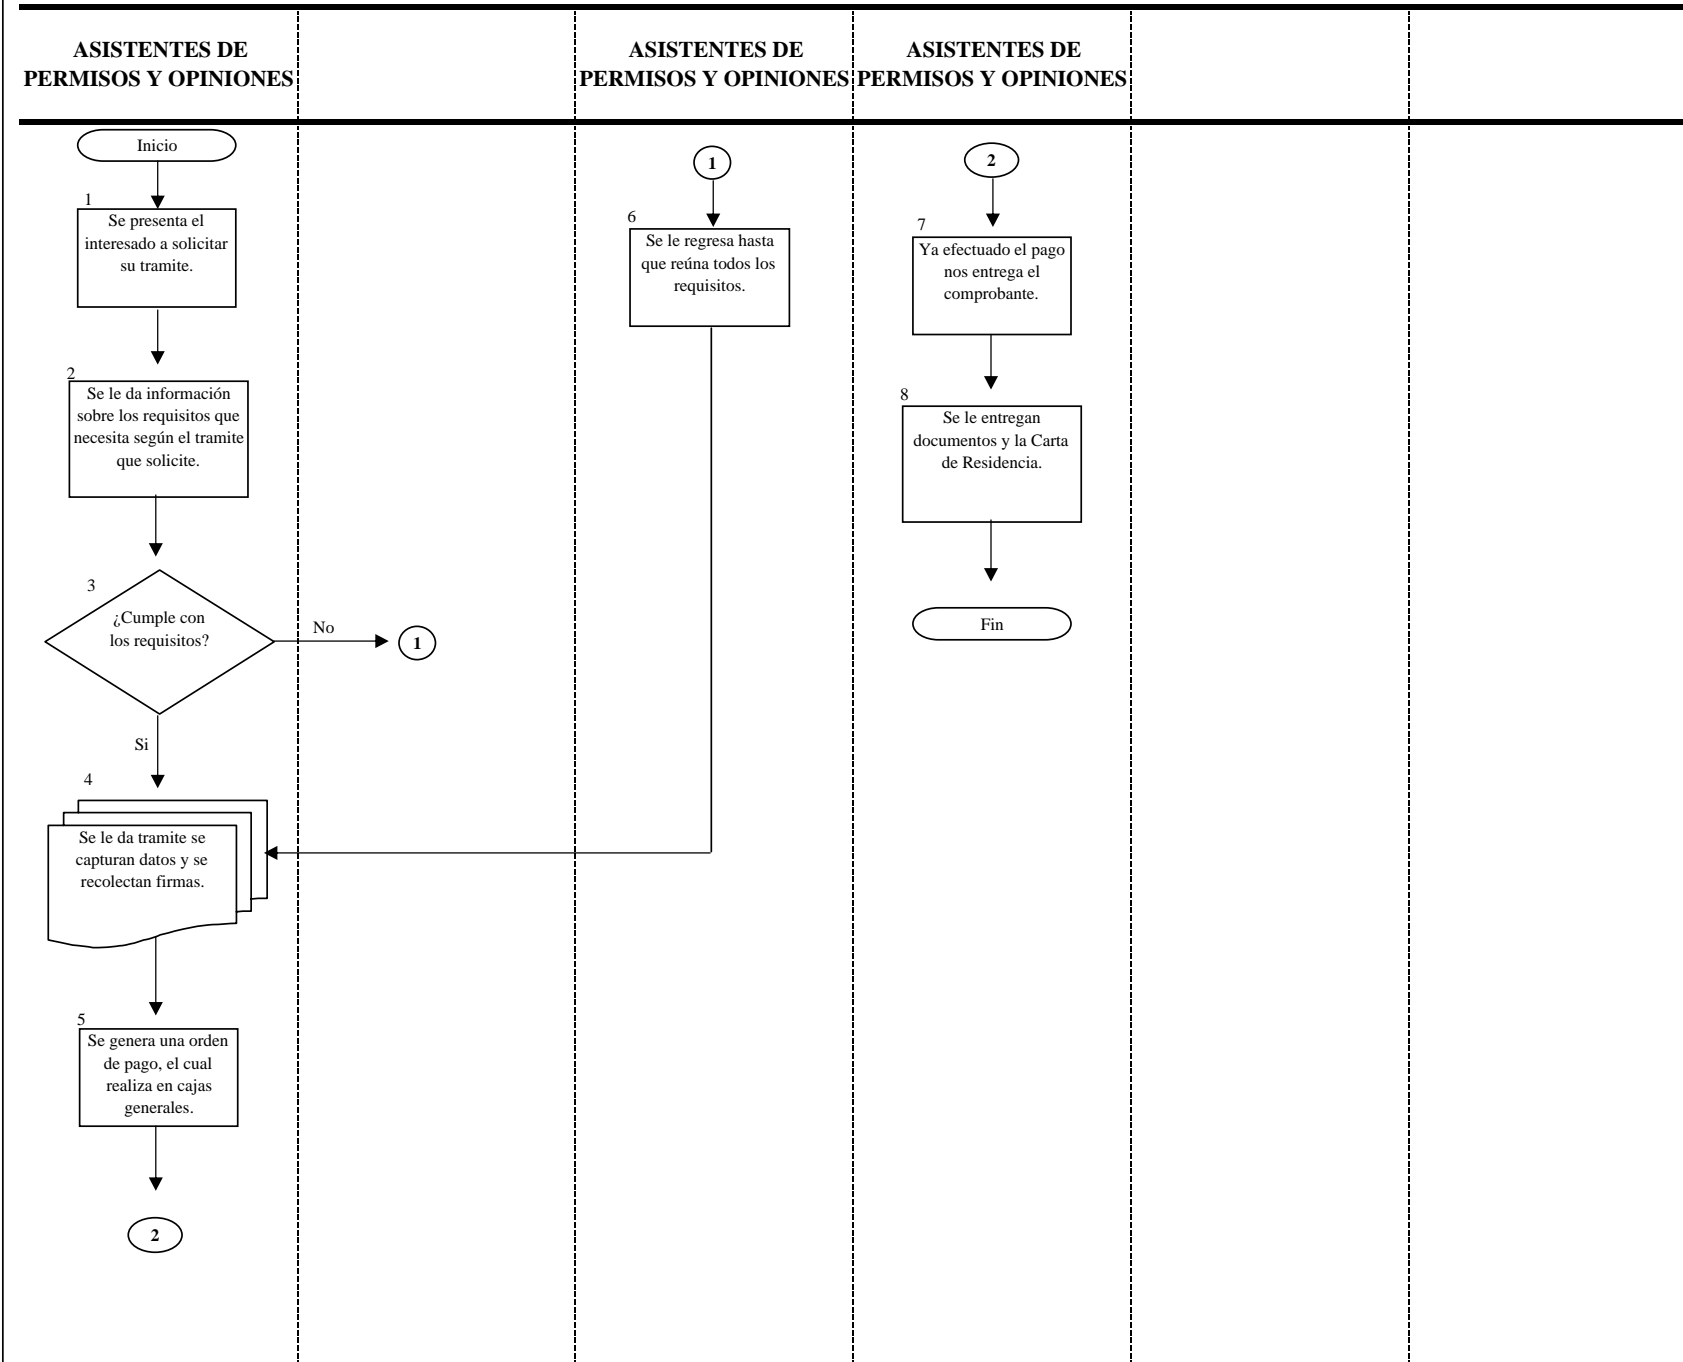 ASISTENTES DE
PERMISOS Y OPINIONES
ASISTENTES DE
PERMISOS Y OPINIONES
ASISTENTES DE
PERMISOS Y OPINIONES
Inicio
1
Se presenta el
interesado a solicitar
su tramite.
2
Se le da información
sobre los requisitos que
necesita según el tramite
que solicite.
3
¿Cumple con
los requisitos?
No
1
Si
4
Se le da tramite se
capturan datos y se
recolectan firmas.
5
Se genera una orden
de pago, el cual
realiza en cajas
generales.
2
1
6
Se le regresa hasta
que reúna todos los
requisitos.
2
7
Ya efectuado el pago
nos entrega el
comprobante.
8
Se le entregan
documentos y la Carta
de Residencia.
Fin